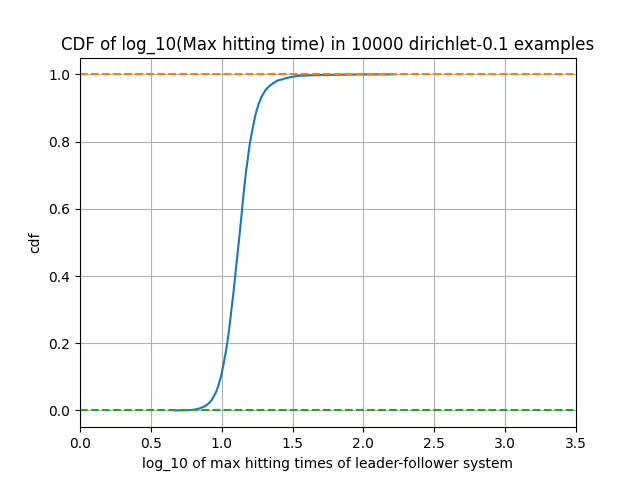 CDF of log_10(Max hitting time) in 10000 dirichlet-0.1 examples
1.0
0.8
0.6
0.4
0.2
0.0
cdf
0.0 0.5 1.0 1.5 2.0 2.5 3.0 3.5
log_10 of max hitting times of leader-follower system